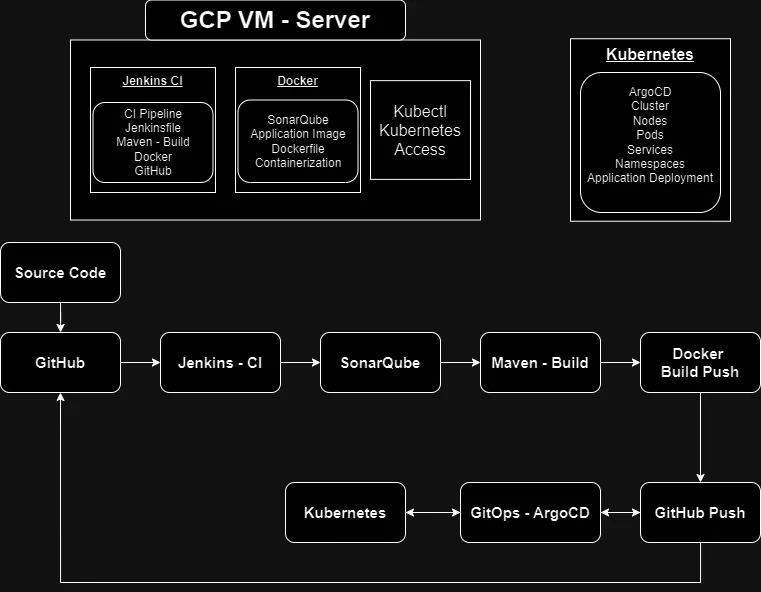 GCP VM - Server
Jenkins CI
CI Pipeline
Jenkinsfile
Maven - Build
Docker
GitHub
Docker
SonarQube
Application Image
Dockerfile
Containerization
Kubectl
Kubernetes
Access
Kubernetes
ArgoCD
Cluster
Nodes
Pods
Services
Namespaces
Application Deployment
Source Code
GitHub
Jenkins - CI
SonarQube
Maven - Build
Docker
Build Push
Kubernetes
GitOps - ArgoCD
GitHub Push